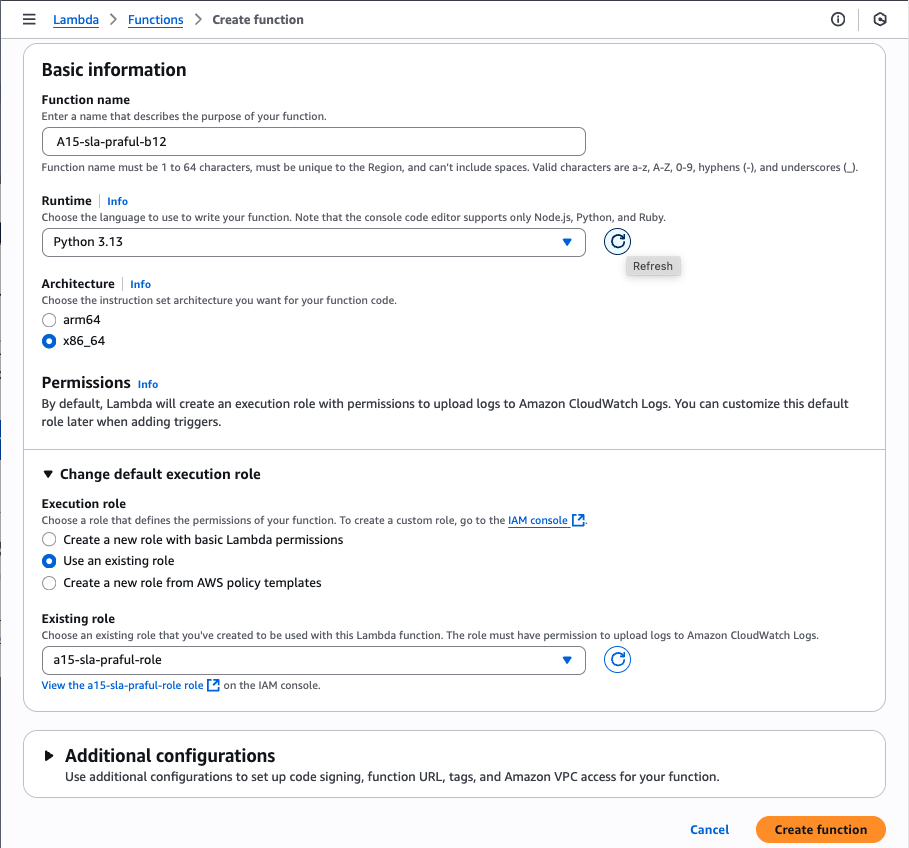 Lambda > Functions > Create function
Basic information
Function name
Enter a name that describes the purpose of your function.
A15-sla-praful-b12
Function name must be 1 to 64 characters, must be unique to the Region, and can't include spaces. Valid characters are a-z, A-Z, 0-9, hyphens (-), and underscores (_).
Runtime Info
Choose the language to use to write your function. Note that the console code editor supports only Node.js, Python, and Ruby.
Python 3.13
Refresh
Architecture Info
Choose the instruction set architecture you want for your function code.
arm64
x86_64
Permissions Info
By default, Lambda will create an execution role with permissions to upload logs to Amazon CloudWatch Logs. You can customize this default
role later when adding triggers.
Change default execution role
Execution role
Choose a role that defines the permissions of your function. To create a custom role, go to the IAM console.
Create a new role with basic Lambda permissions
Use an existing role
Create a new role from AWS policy templates
Existing role
Choose an existing role that you've created to be used with this Lambda function. The role must have permission to upload logs to Amazon CloudWatch Logs.
a15-sla-praful-role
View the a15-sla-praful-role role on the IAM console.
Additional configurations
Use additional configurations to set up code signing, function URL, tags, and Amazon VPC access for your function.
Cancel Create function